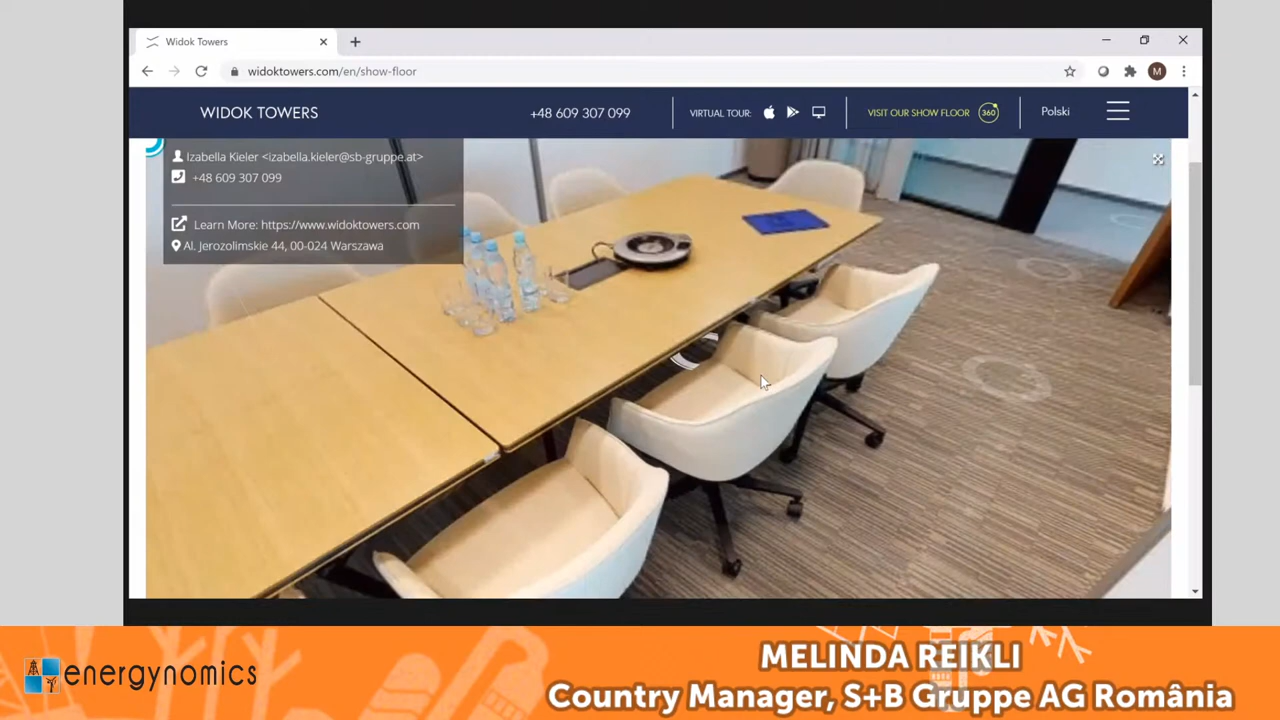 Widok Towers
widoktowers.com/en/show-floor
M
WIDOK TOWERS
+48 609 307 099
VIRTUAL TOUR:
VISIT OUR SHOW FLOOR
360
Polski
Izabella Kieler <izabella.kieler@sb-gruppe.at>
+48 609 307 099
Learn More: https://www.widoktowers.com
Al. Jerozolimskie 44, 00-024 Warszawa
energynomics
MELINDA REIKLI
Country Manager, S+B Gruppe AG România